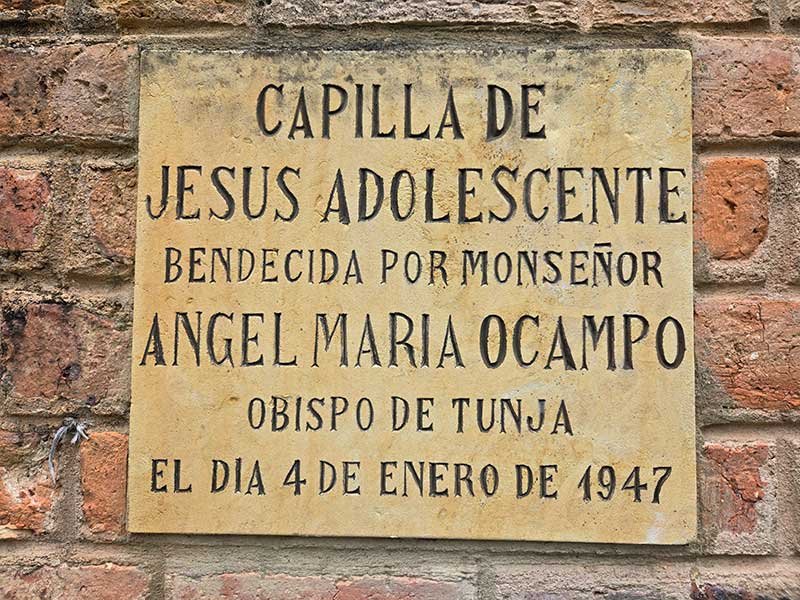 CAPILLA DE
JESUS ADOLESCENTE
BENDECIDA POR MONSEÑOR
ANGEL MARIA OCAMPO
OBISPO DE TUNJA
EL DIA 4 DE ENERO DE 1947